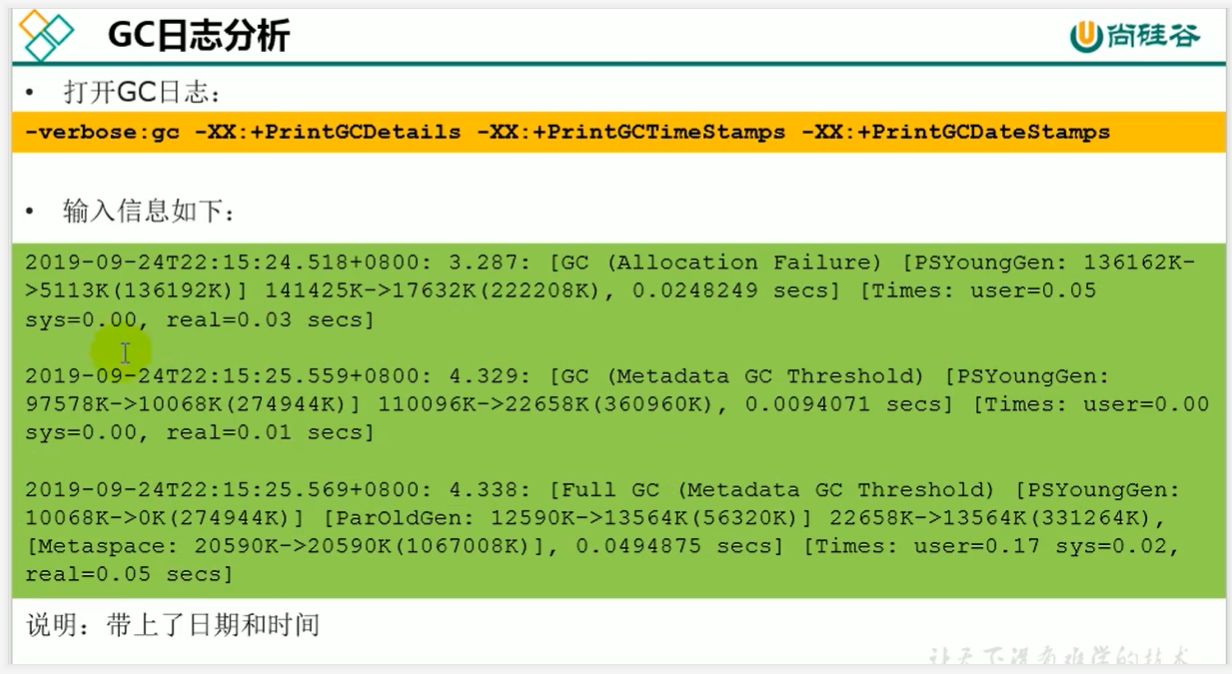 GC日志分析
尚硅谷
• 打开GC日志：
-verbose:gc -XX:+PrintGCDetails -XX:+PrintGCTimeStamps -XX:+PrintGCDateStamps
• 输入信息如下：
2019-09-24T22:15:24.518+0800: 3.287: [GC (Allocation Failure) [PSYoungGen: 136162K-
>5113K(136192K)] 141425K->17632K(222208K), 0.0248249 secs] [Times: user=0.05
sys=0.00, real=0.03 secs]
2019-09-24T22:15:25.559+0800: 4.329: [GC (Metadata GC Threshold) [PSYoungGen:
97578K->10068K(274944K)] 110096K->22658K(360960K), 0.0094071 secs] [Times: user=0.00
sys=0.00, real=0.01 secs]
2019-09-24T22:15:25.569+0800: 4.338: [Full GC (Metadata GC Threshold) [PSYoungGen:
10068K->0K(274944K)] [ParOldGen: 12590K->13564K(56320K)] 22658K->13564K(331264K),
[Metaspace: 20590K->20590K(1067008K)], 0.0494875 secs] [Times: user=0.17 sys=0.02,
real=0.05 secs]
说明：带上了日期和时间
让天下没有难学的技术